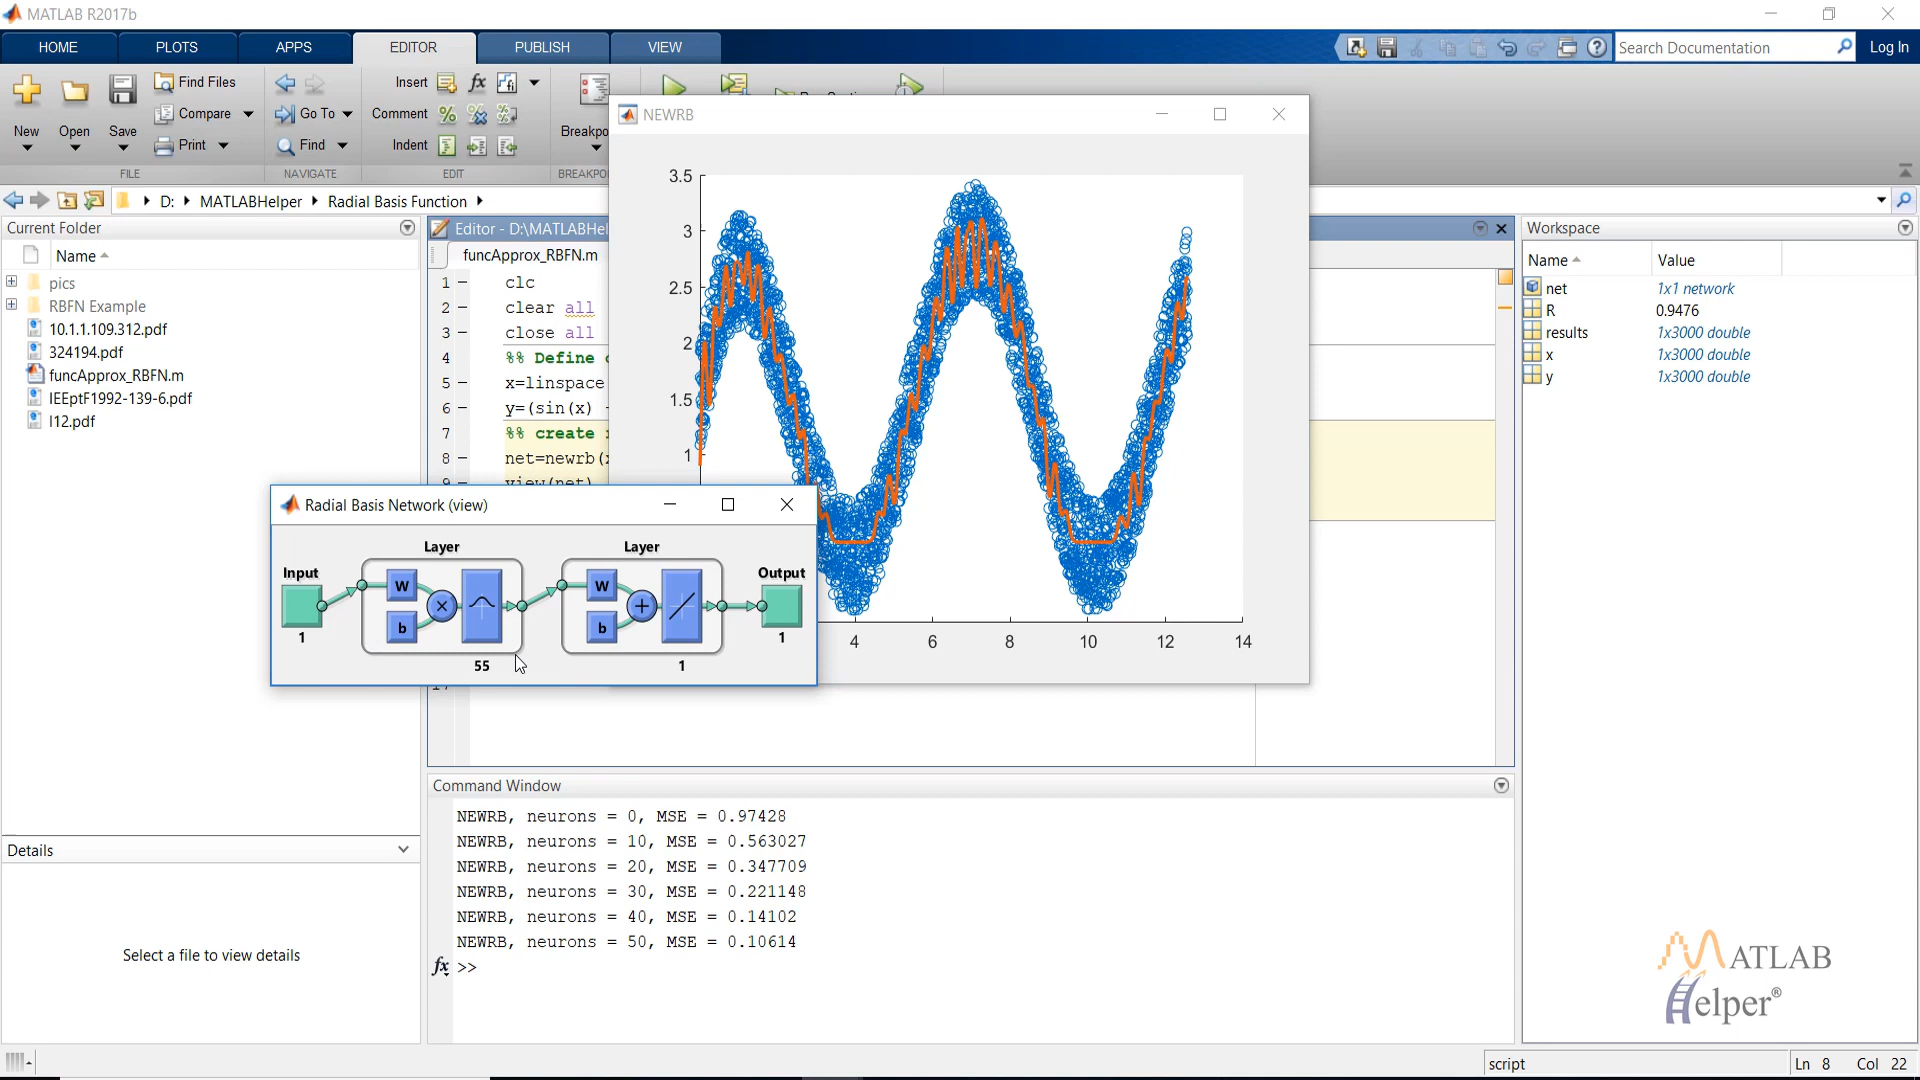 MATLAB R2017b
HOME
PLOTS
APPS
EDITOR
PUBLISH
VIEW
Search Documentation
Log In
New
Open
Save
Find Files
Compare
Print
FILE
Go To
Find
NAVIGATE
Insert
fx
Comment
Indent
EDIT
Breakpo
BREAKPO
D:
MATLABHelper
Radial Basis Function
Current Folder
Name
pics
RBFN Example
10.1.1.109.312.pdf
324194.pdf
funcApprox_RBFN.m
IEEptF1992-139-6.pdf
l12.pdf
Details
Select a file to view details
Editor - D:\MATLABHel
funcApprox_RBFN.m
1 clc
2 clear all
3 close all
4 %% Define
5 x=linspace
6 y=(sin(x)
7 %% create
8 net=newrb(x
9 view(net)
NEWRB
3.5
3
2.5
2
1.5
1
4
6
8
10
12
14
Radial Basis Network (view)
Layer
Layer
Input
Output
W
W
b
b
1
1
55
1
Command Window
NEWRB, neurons = 0, MSE = 0.97428
NEWRB, neurons = 10, MSE = 0.563027
NEWRB, neurons = 20, MSE = 0.347709
NEWRB, neurons = 30, MSE = 0.221148
NEWRB, neurons = 40, MSE = 0.14102
NEWRB, neurons = 50, MSE = 0.10614
fx >>
Workspace
Name Value
net 1x1 network
R 0.9476
results 1x3000 double
x 1x3000 double
y 1x3000 double
MATLAB
Helper®
script
Ln 8 Col 22